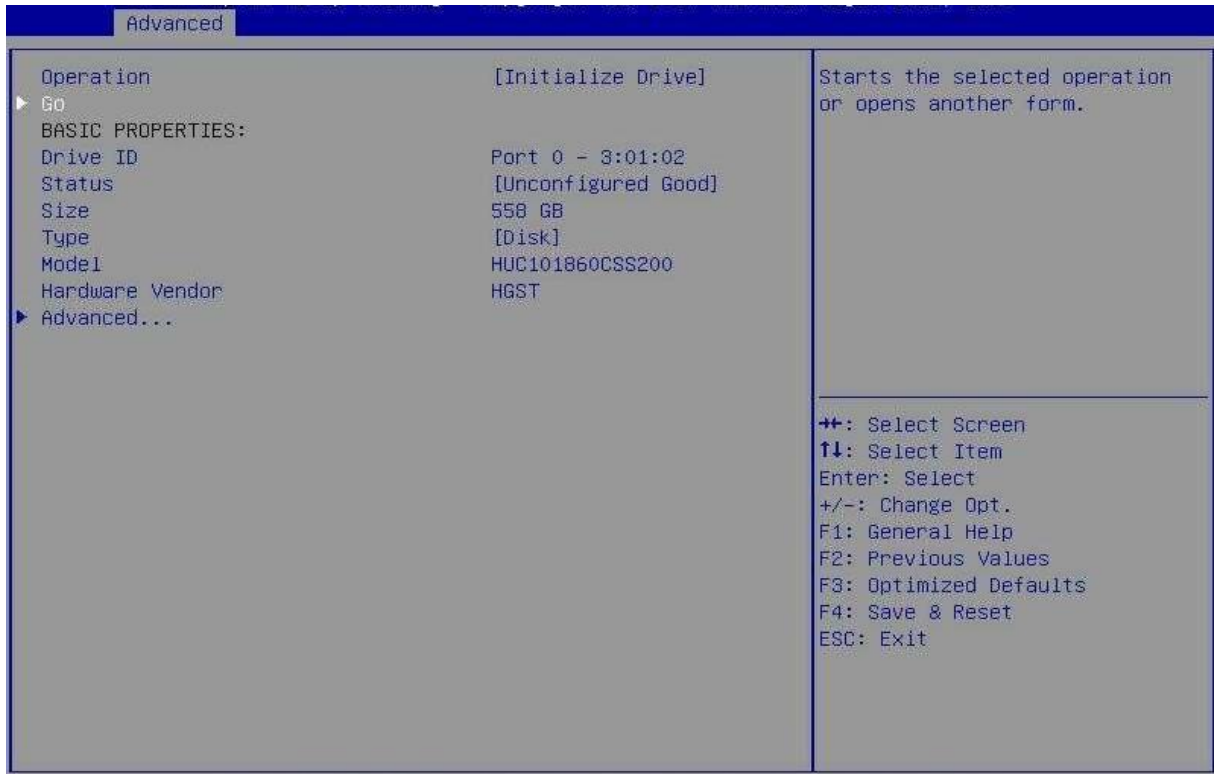 Advanced
Operation [Initialize Drive]
Go
BASIC PROPERTIES:
Drive ID Port 0 - 3:01:02
Status [Unconfigured Good]
Size 558 GB
Type [Disk]
Model HUC101860CSS200
Hardware Vendor HGST
Advanced...
Starts the selected operation
or opens another form.
→←: Select Screen
↑↓: Select Item
Enter: Select
+/-: Change Opt.
F1: General Help
F2: Previous Values
F3: Optimized Defaults
F4: Save & Reset
ESC: Exit